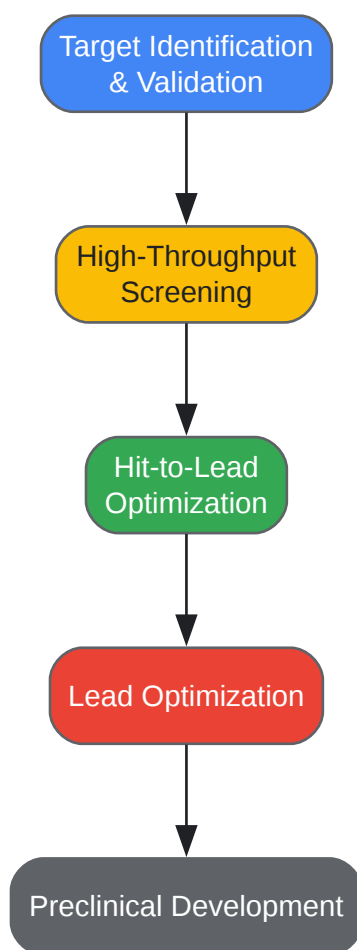 Target Identification
& Validation
High-Throughput
Screening
Hit-to-Lead
Optimization
Lead Optimization
Preclinical Development